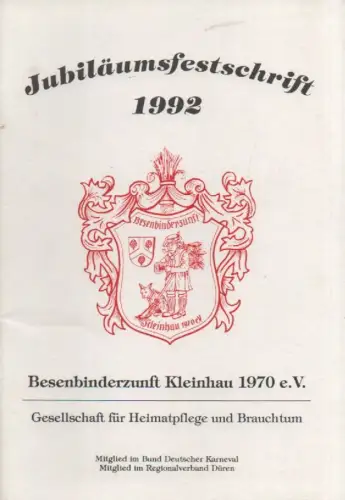 Jubiläumsfestschrift
1992
Besenbinderzunft
Kleinhau 1970 e.V.
Besenbinderzunft Kleinhau 1970 e.V.
Gesellschaft für Heimatpflege und Brauchtum
Mitglied im Bund Deutscher Karneval
Mitglied im Regionalverband Düren